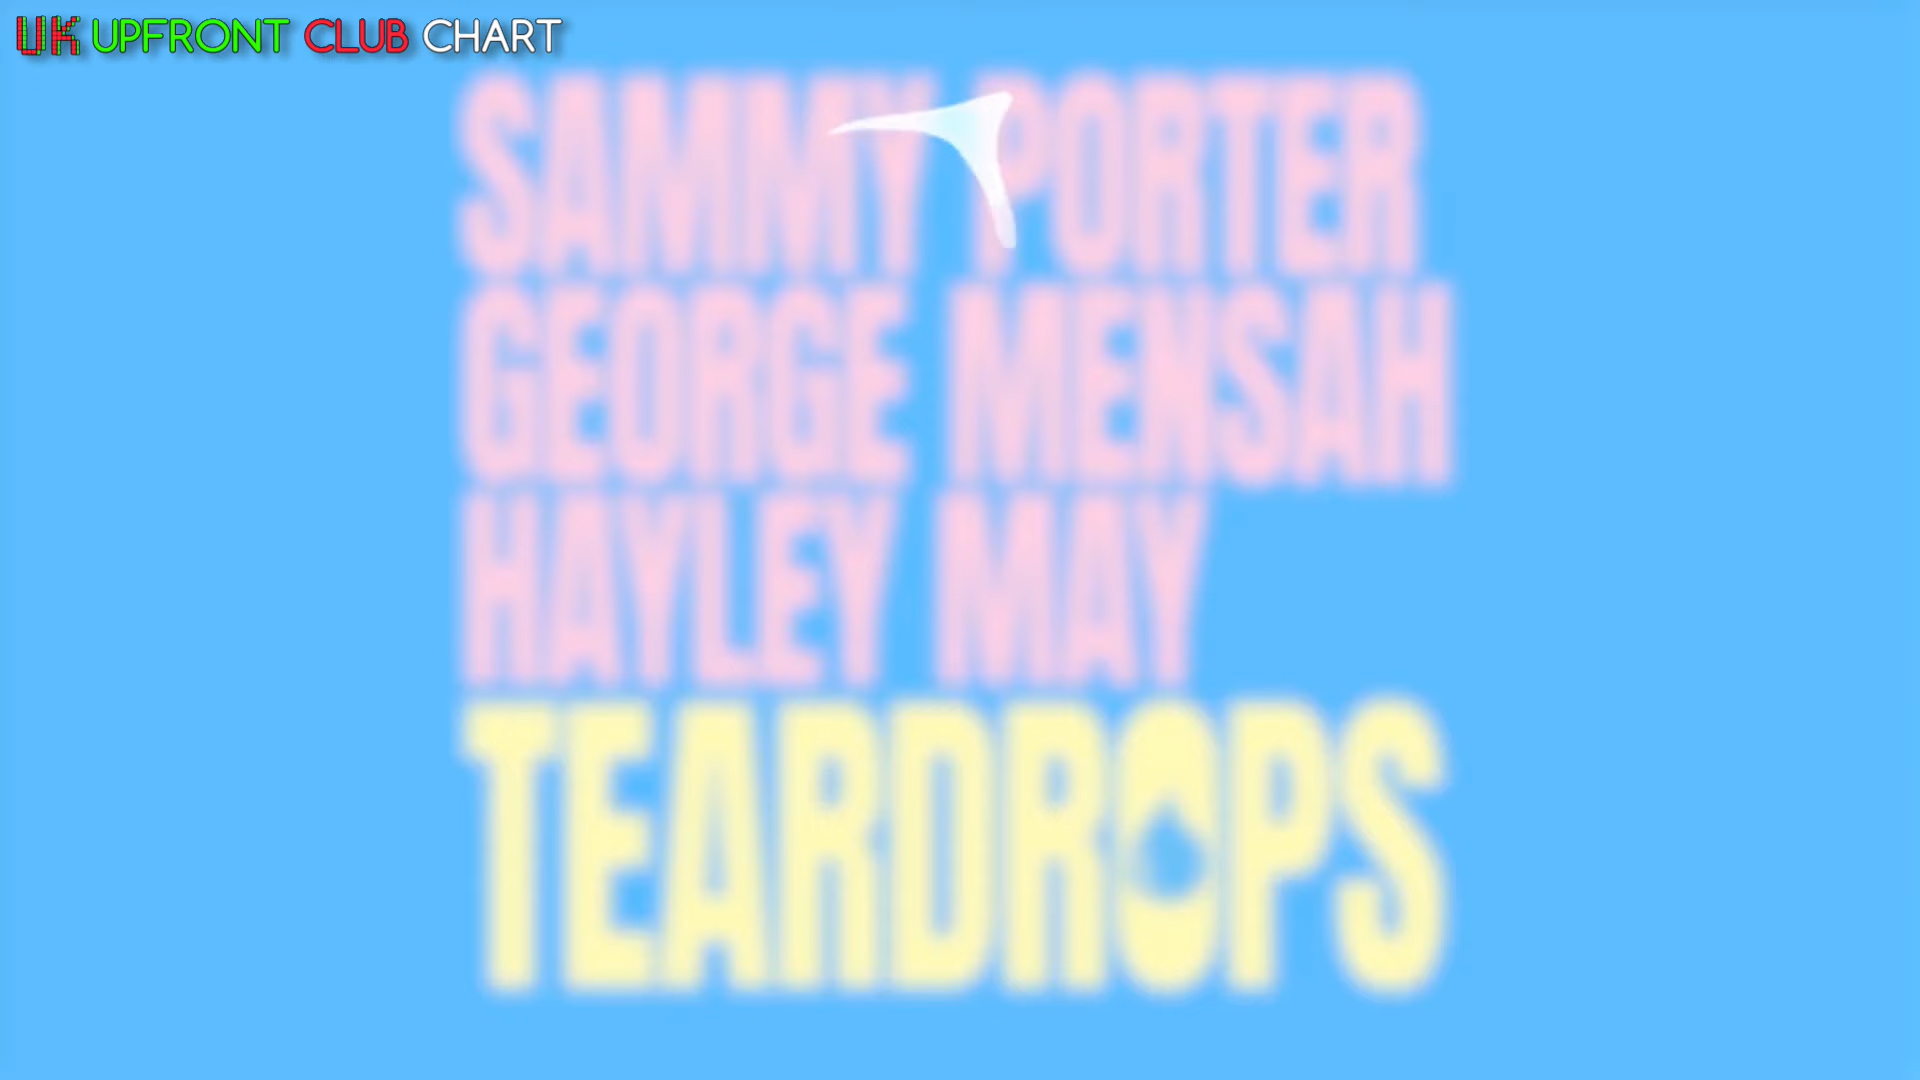 UK UPFRONT CLUB CHART
SAMMY PORTER
GEORGE MENSAH
HAYLEY MAY
TEARDROPS